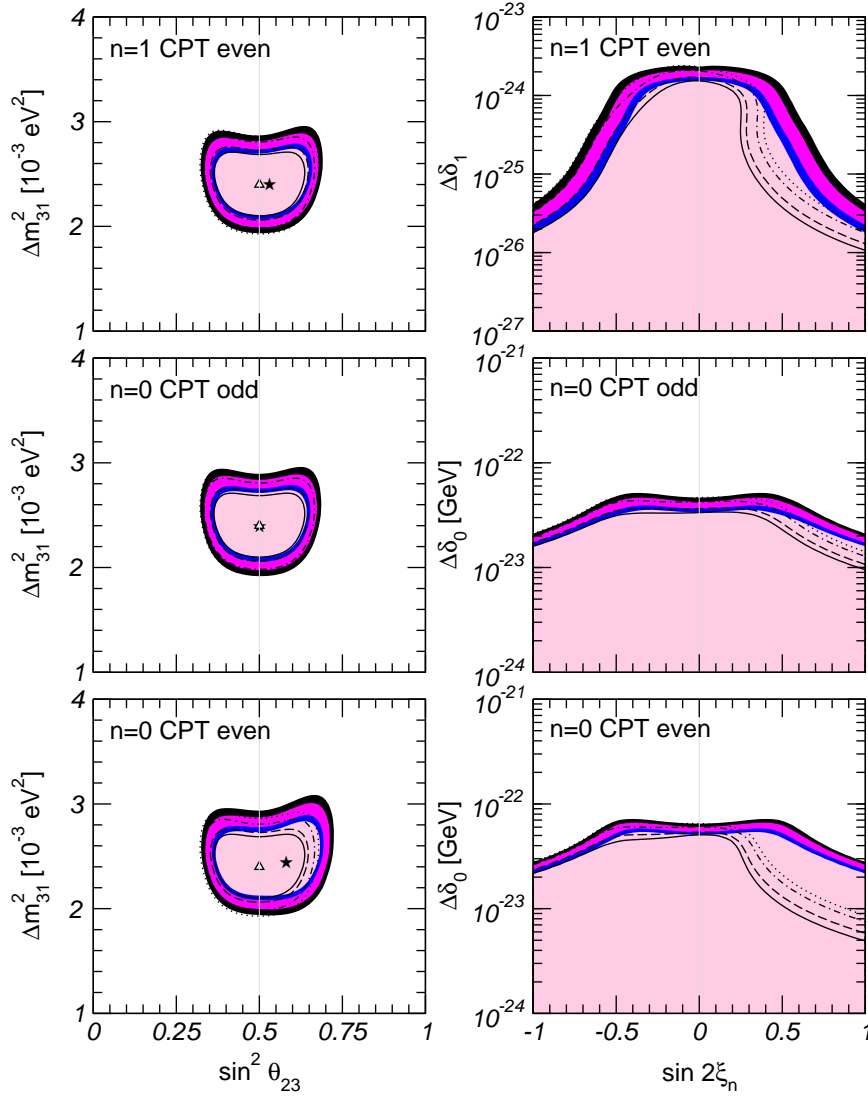 4
3
2
1
Δm²₃₁ [10⁻³ eV²]
n=1 CPT even
10⁻²³
10⁻²⁴
10⁻²⁵
10⁻²⁶
10⁻²⁷
Δδ₁
n=1 CPT even
4
3
2
1
Δm²₃₁ [10⁻³ eV²]
n=0 CPT odd
10⁻²¹
10⁻²²
10⁻²³
10⁻²⁴
Δδ₀ [GeV]
n=0 CPT odd
4
3
2
1
Δm²₃₁ [10⁻³ eV²]
n=0 CPT even
0 0.25 0.5 0.75 1
sin² θ₂₃
10⁻²¹
10⁻²²
10⁻²³
10⁻²⁴
Δδ₀ [GeV]
n=0 CPT even
-1 -0.5 0 0.5 1
sin 2ξₙ